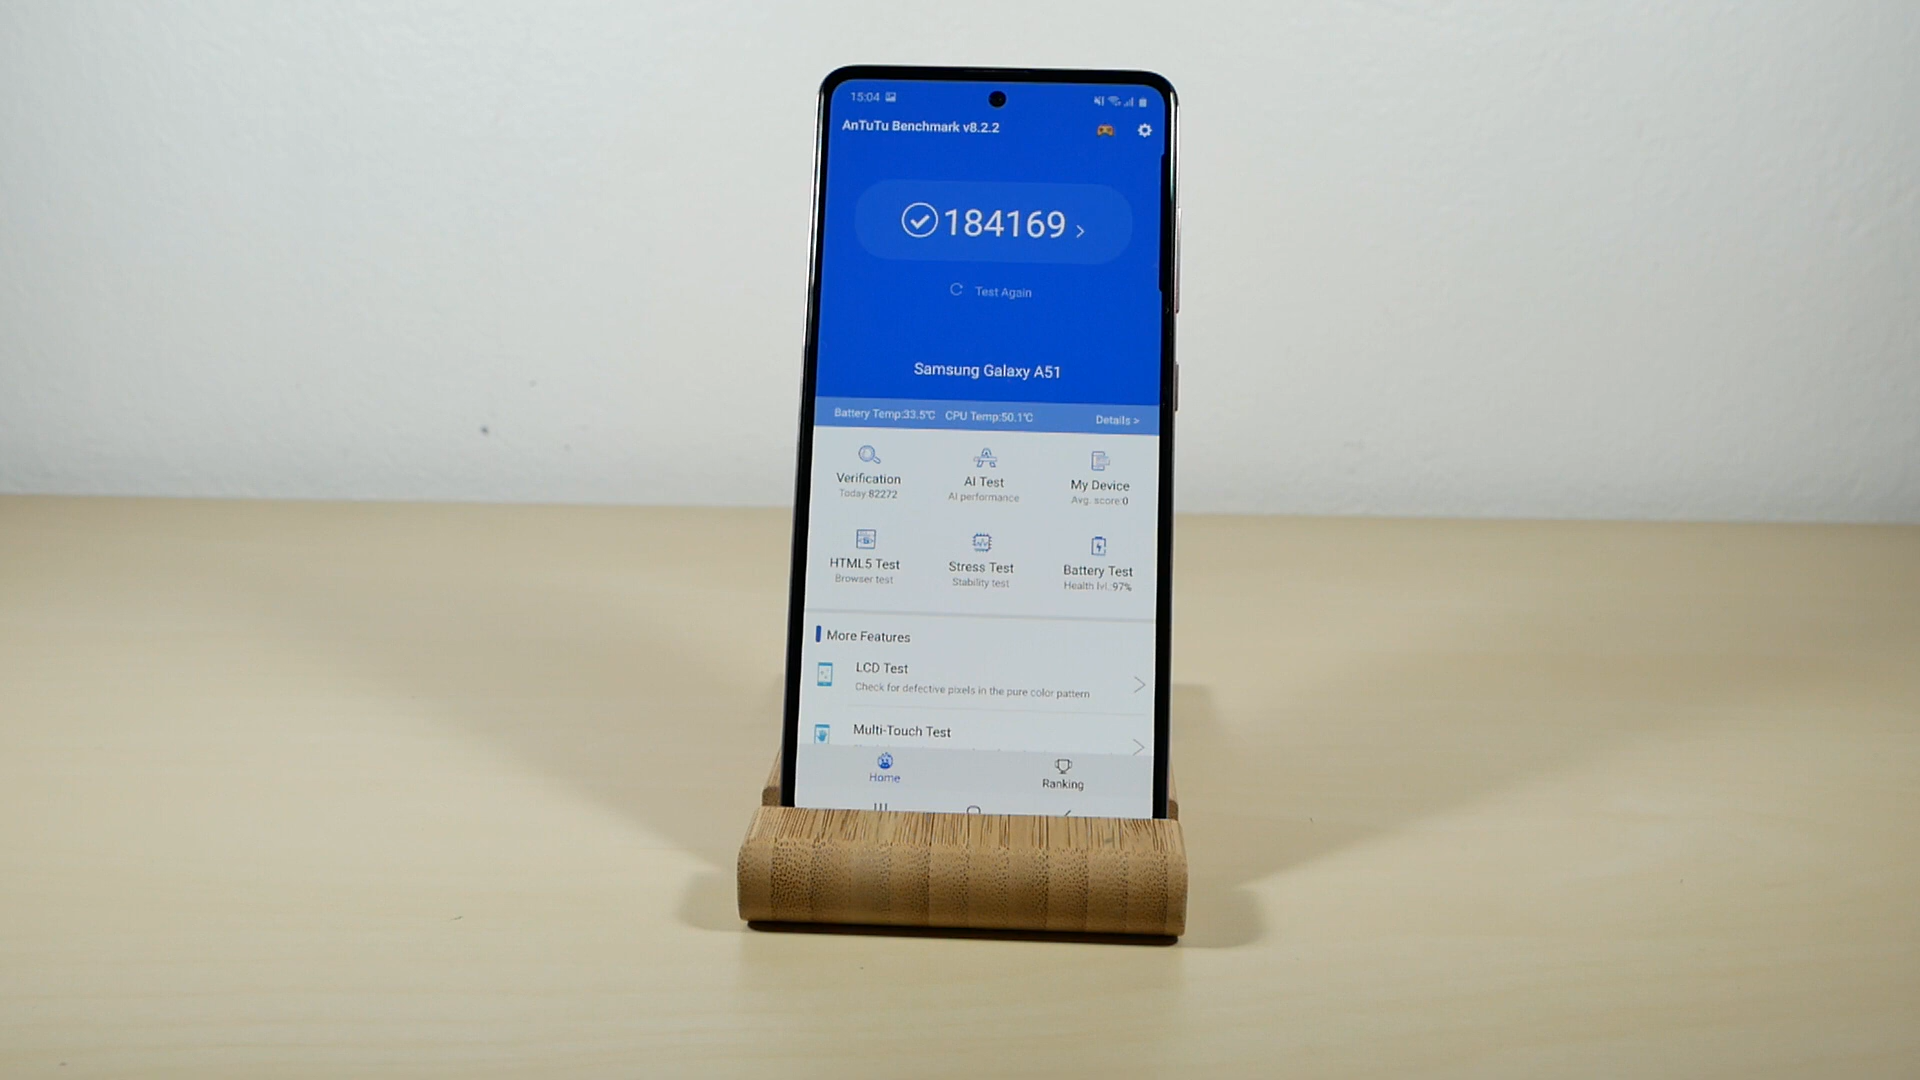 15:04
AnTuTu Benchmark v8.2.2
184169 >
Test Again
Samsung Galaxy A51
Battery Temp:33.5℃ CPU Temp:50.1℃ Details >
Verification AI Test My Device
Today:82272 AI performance Avg. score:0
HTML5 Test Stress Test Battery Test
Browser test Stability test Health lvl.:97%
More Features
LCD Test
Check for defective pixels in the pure color pattern
Multi-Touch Test
Home Ranking